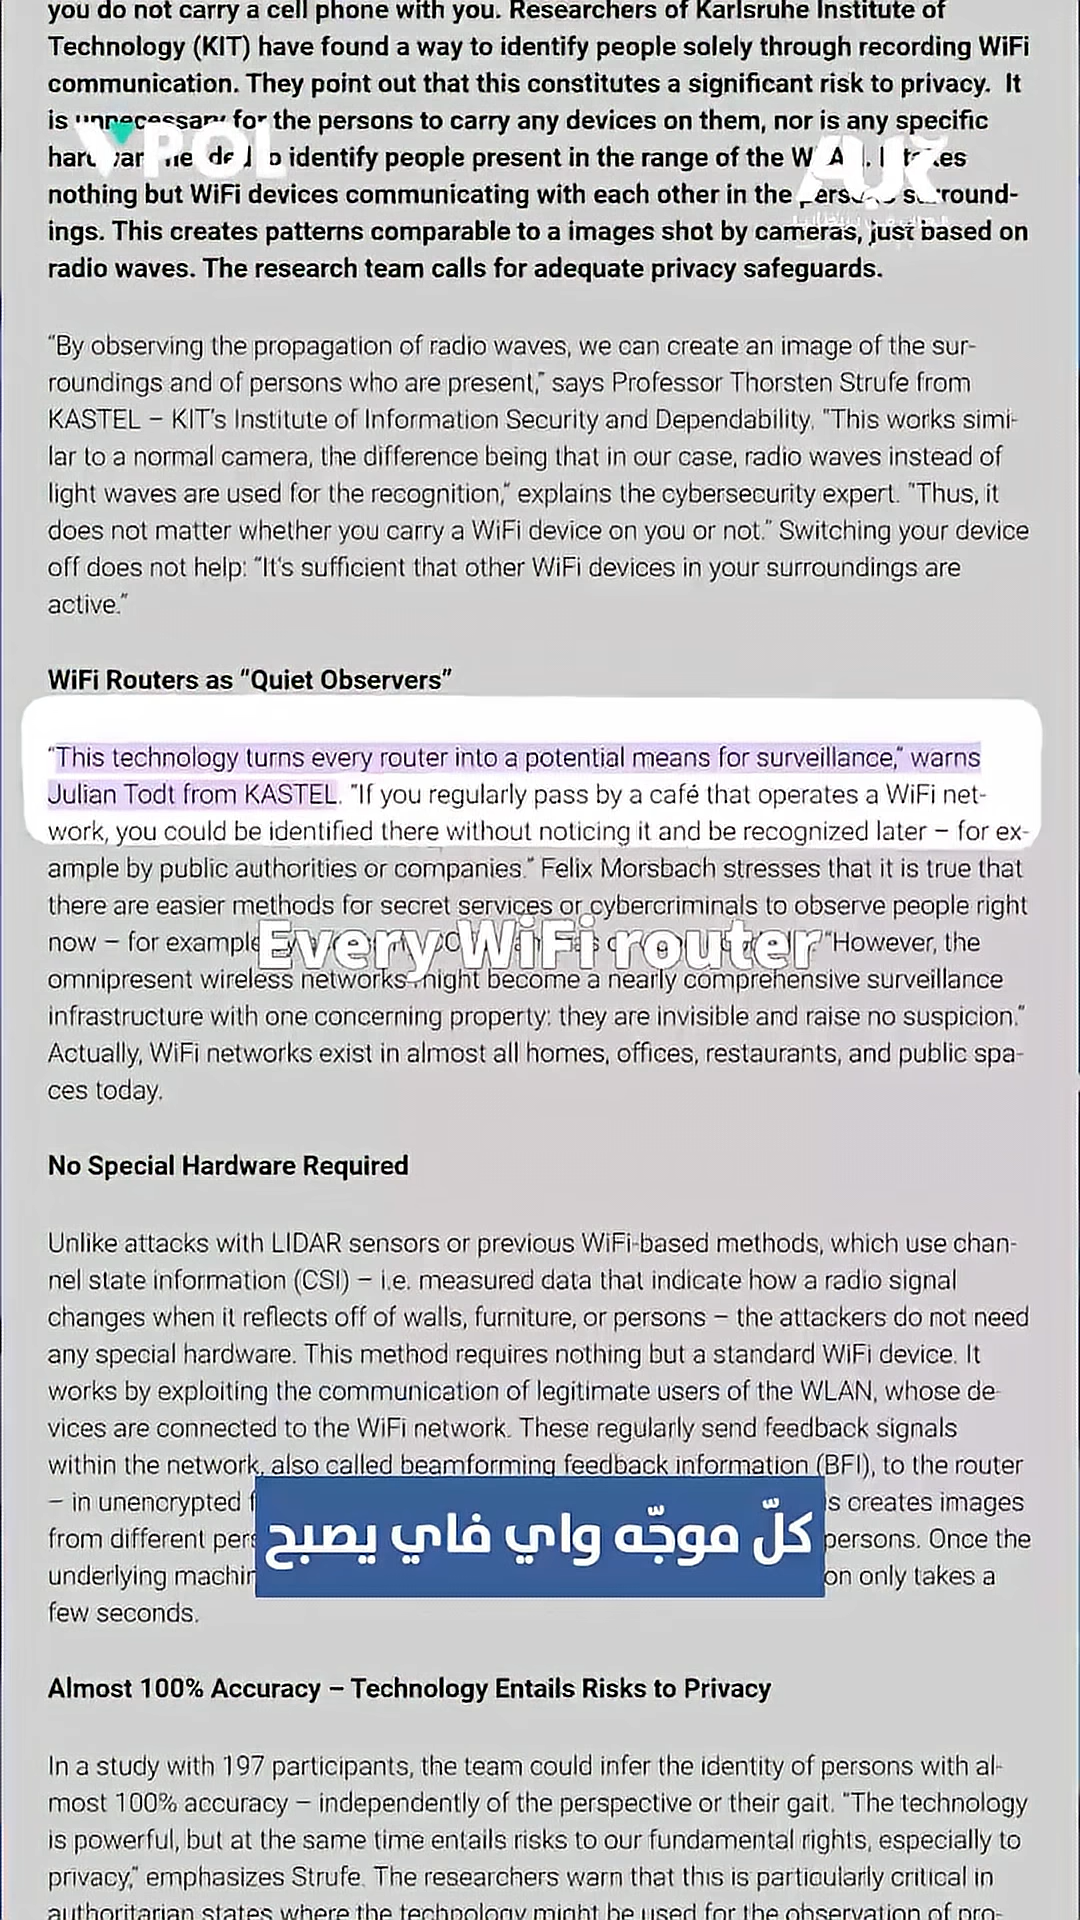 you do not carry a cell phone with you. Researchers of Karlsruhe Institute of
Technology (KIT) have found a way to identify people solely through recording WiFi
communication. They point out that this constitutes a significant risk to privacy. It
is unnecessary for the persons to carry any devices on them, nor is any specific
VPOL
AJ+
to identify people present in the range of the
nothing but WiFi devices communicating with each other in the
ings. This creates patterns comparable to a images shot by cameras, just based on
radio waves. The research team calls for adequate privacy safeguards.
“By observing the propagation of radio waves, we can create an image of the sur-
roundings and of persons who are present,” says Professor Thorsten Strufe from
KASTEL – KIT’s Institute of Information Security and Dependability. “This works simi-
lar to a normal camera, the difference being that in our case, radio waves instead of
light waves are used for the recognition,” explains the cybersecurity expert. “Thus, it
does not matter whether you carry a WiFi device on you or not.” Switching your device
off does not help: “It’s sufficient that other WiFi devices in your surroundings are
active.”
WiFi Routers as “Quiet Observers”
“This technology turns every router into a potential means for surveillance,” warns
Julian Todt from KASTEL. “If you regularly pass by a café that operates a WiFi net-
work, you could be identified there without noticing it and be recognized later – for ex-
ample by public authorities or companies.” Felix Morsbach stresses that it is true that
there are easier methods for secret services or cybercriminals to observe people right
now – for example
Every WiFi router
“However, the
omnipresent wireless networks might become a nearly comprehensive surveillance
infrastructure with one concerning property: they are invisible and raise no suspicion.”
Actually, WiFi networks exist in almost all homes, offices, restaurants, and public spa-
ces today.
No Special Hardware Required
Unlike attacks with LIDAR sensors or previous WiFi-based methods, which use chan-
nel state information (CSI) – i.e. measured data that indicate how a radio signal
changes when it reflects off of walls, furniture, or persons – the attackers do not need
any special hardware. This method requires nothing but a standard WiFi device. It
works by exploiting the communication of legitimate users of the WLAN, whose de-
vices are connected to the WiFi network. These regularly send feedback signals
within the network, also called beamforming feedback information (BFI), to the router
– in unencrypted
creates images
from different
persons. Once the
كلّ موجّه واي فاي يصبح
underlying
only takes a
few seconds.
Almost 100% Accuracy – Technology Entails Risks to Privacy
In a study with 197 participants, the team could infer the identity of persons with al-
most 100% accuracy – independently of the perspective or their gait. “The technology
is powerful, but at the same time entails risks to our fundamental rights, especially to
privacy,” emphasizes Strufe. The researchers warn that this is particularly critical in
authoritarian states where the technology might be used for the observation of pro-